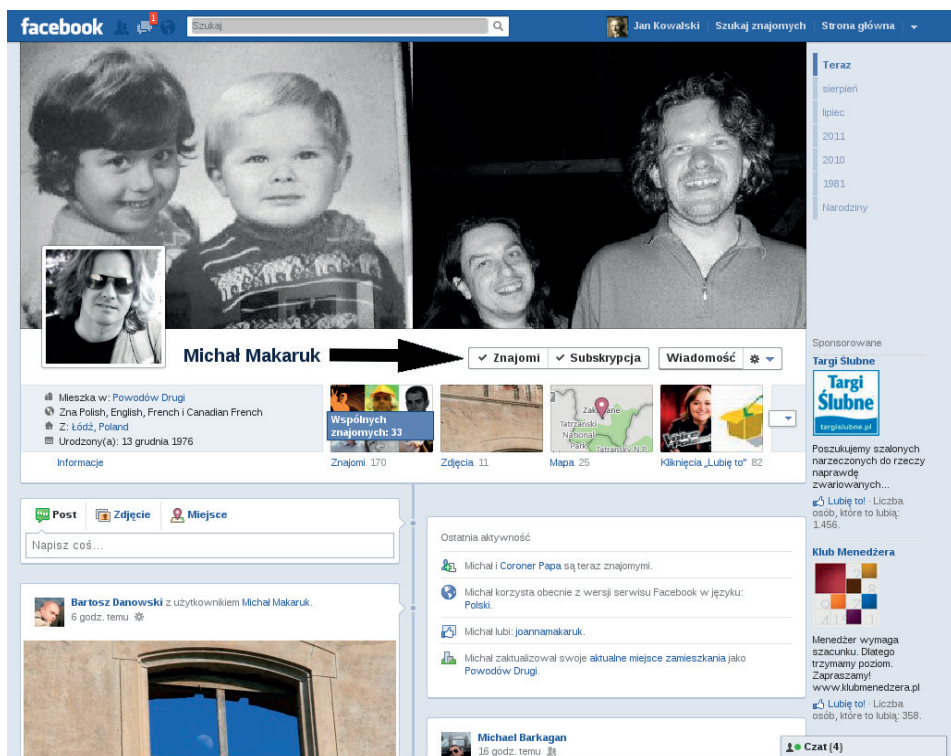 facebook 1 Szukaj Jan Kowalski Szukaj znajomych Strona główna
Teraz
sierpień
lipiec
2011
2010
1981
Narodziny
Michał Makaruk ✓ Znajomi ✓ Subskrypcja Wiadomość
Mieszka w: Powodów Drugi
Zna Polish, English, French i Canadian French
Z: Łódź, Poland
Urodzony(a): 13 grudnia 1976
Informacje
Wspólnych
znajomych: 33
Znajomi 170
Zdjęcia 11
Tatrzański
National
Park
Tatranský N.P.
Mapa 25
Kliknięcia „Lubię to” 82
Post Zdjęcie Miejsce
Napisz coś...
Bartosz Danowski z użytkownikiem Michał Makaruk.
6 godz. temu
Ostatnia aktywność
Michał i Coroner Papa są teraz znajomymi.
Michał korzysta obecnie z wersji serwisu Facebook w języku:
Polski.
Michał lubi: joannamakaruk.
Michał zaktualizował swoje aktualne miejsce zamieszkania jako
Powodów Drugi.
Michael Barkagan
16 godz. temu
Sponsorowane
Targi Ślubne
Targi
Ślubne
targislubne.pl
Poszukujemy szalonych
narzeczonych do rzeczy
naprawdę
zwariowanych...
Lubię to! · Liczba
osób, które to lubią:
1.456.
Klub Menedżera
Menedżer wymaga
szacunku. Dlatego
trzymamy poziom.
Zapraszamy!
www.klubmenedzera.pl
Lubię to! · Liczba
osób, które to lubią: 358.
Czat (4)